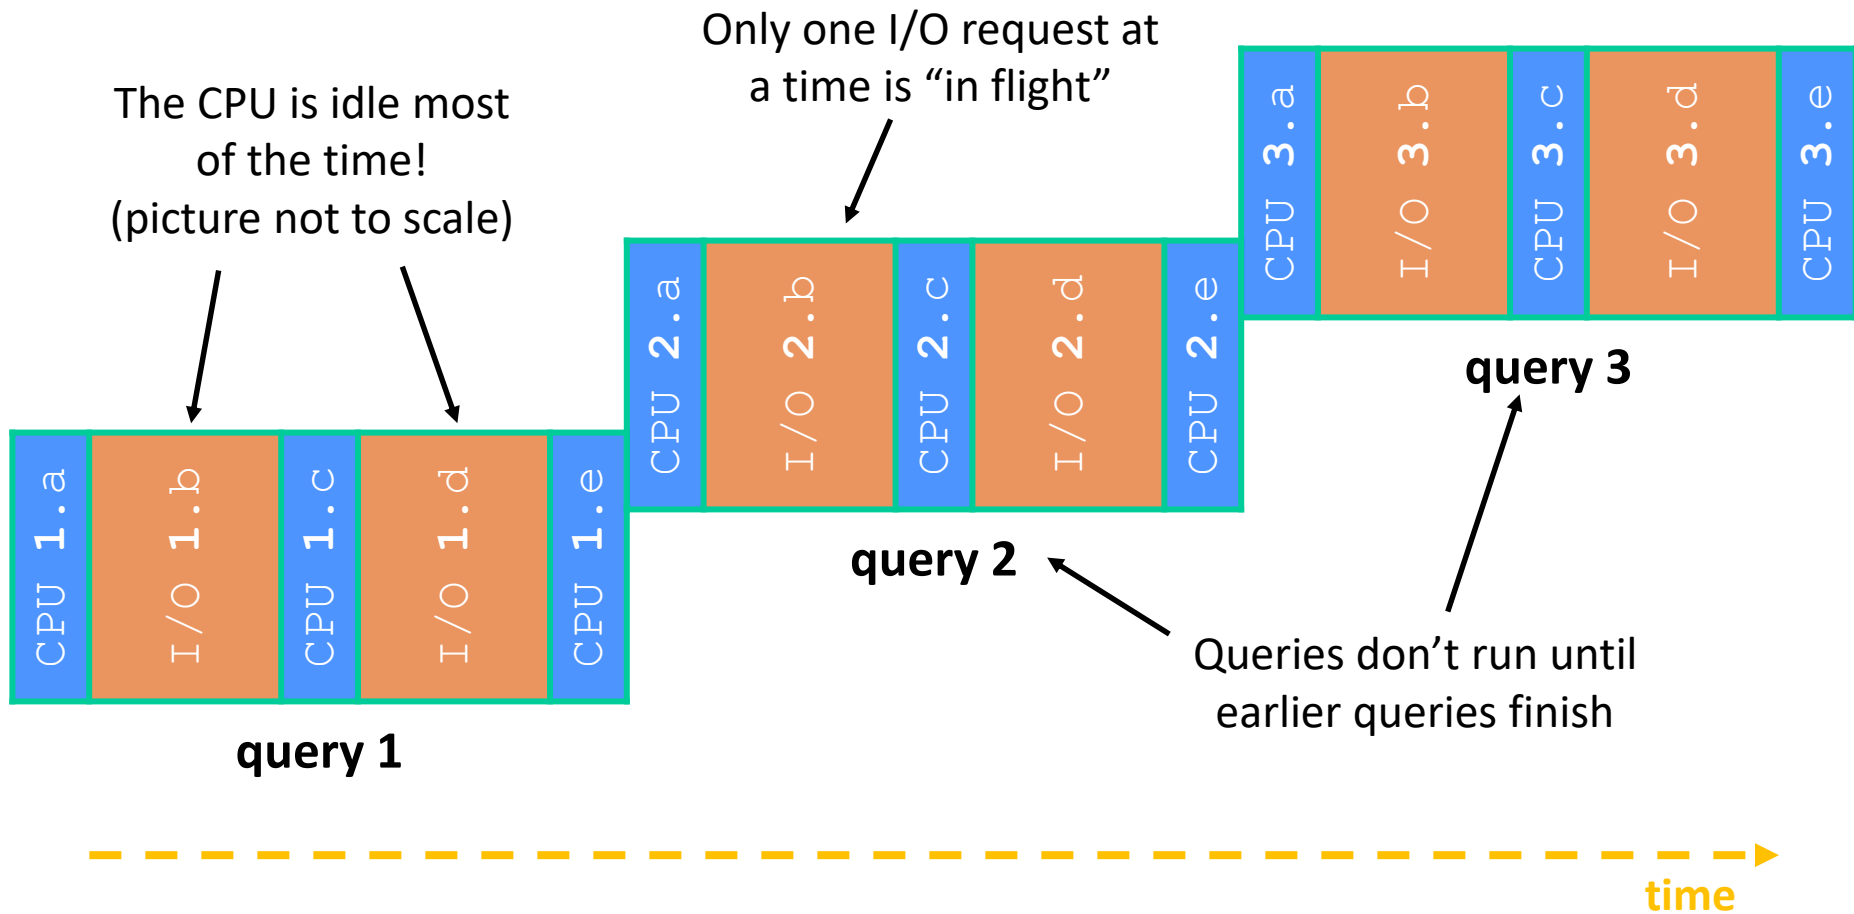 Only one I/O request at
a time is “in flight”
The CPU is idle most
of the time!
(picture not to scale)
CPU 1.a
I/O 1.b
CPU 1.c
I/O 1.d
CPU 1.e
query 1
CPU 2.a
I/O 2.b
CPU 2.c
I/O 2.d
CPU 2.e
query 2
CPU 3.a
I/O 3.b
CPU 3.c
I/O 3.d
CPU 3.e
query 3
Queries don’t run until
earlier queries finish
time